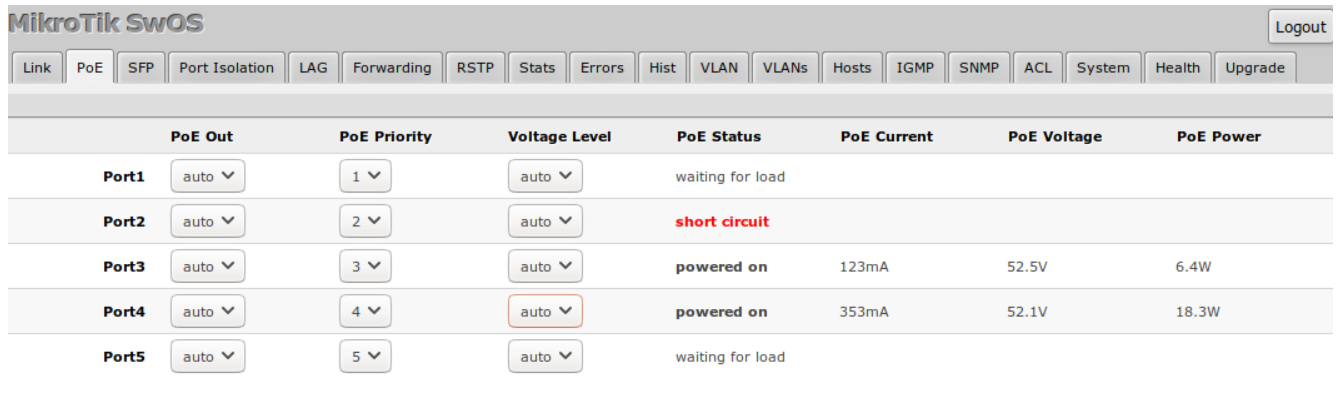 MikroTik SwOS
Logout
Link PoE SFP Port Isolation LAG Forwarding RSTP Stats Errors Hist VLAN VLANs Hosts IGMP SNMP ACL System Health Upgrade
PoE Out PoE Priority Voltage Level PoE Status PoE Current PoE Voltage PoE Power
Port1 auto 1 auto waiting for load
Port2 auto 2 auto short circuit
Port3 auto 3 auto powered on 123mA 52.5V 6.4W
Port4 auto 4 auto powered on 353mA 52.1V 18.3W
Port5 auto 5 auto waiting for load